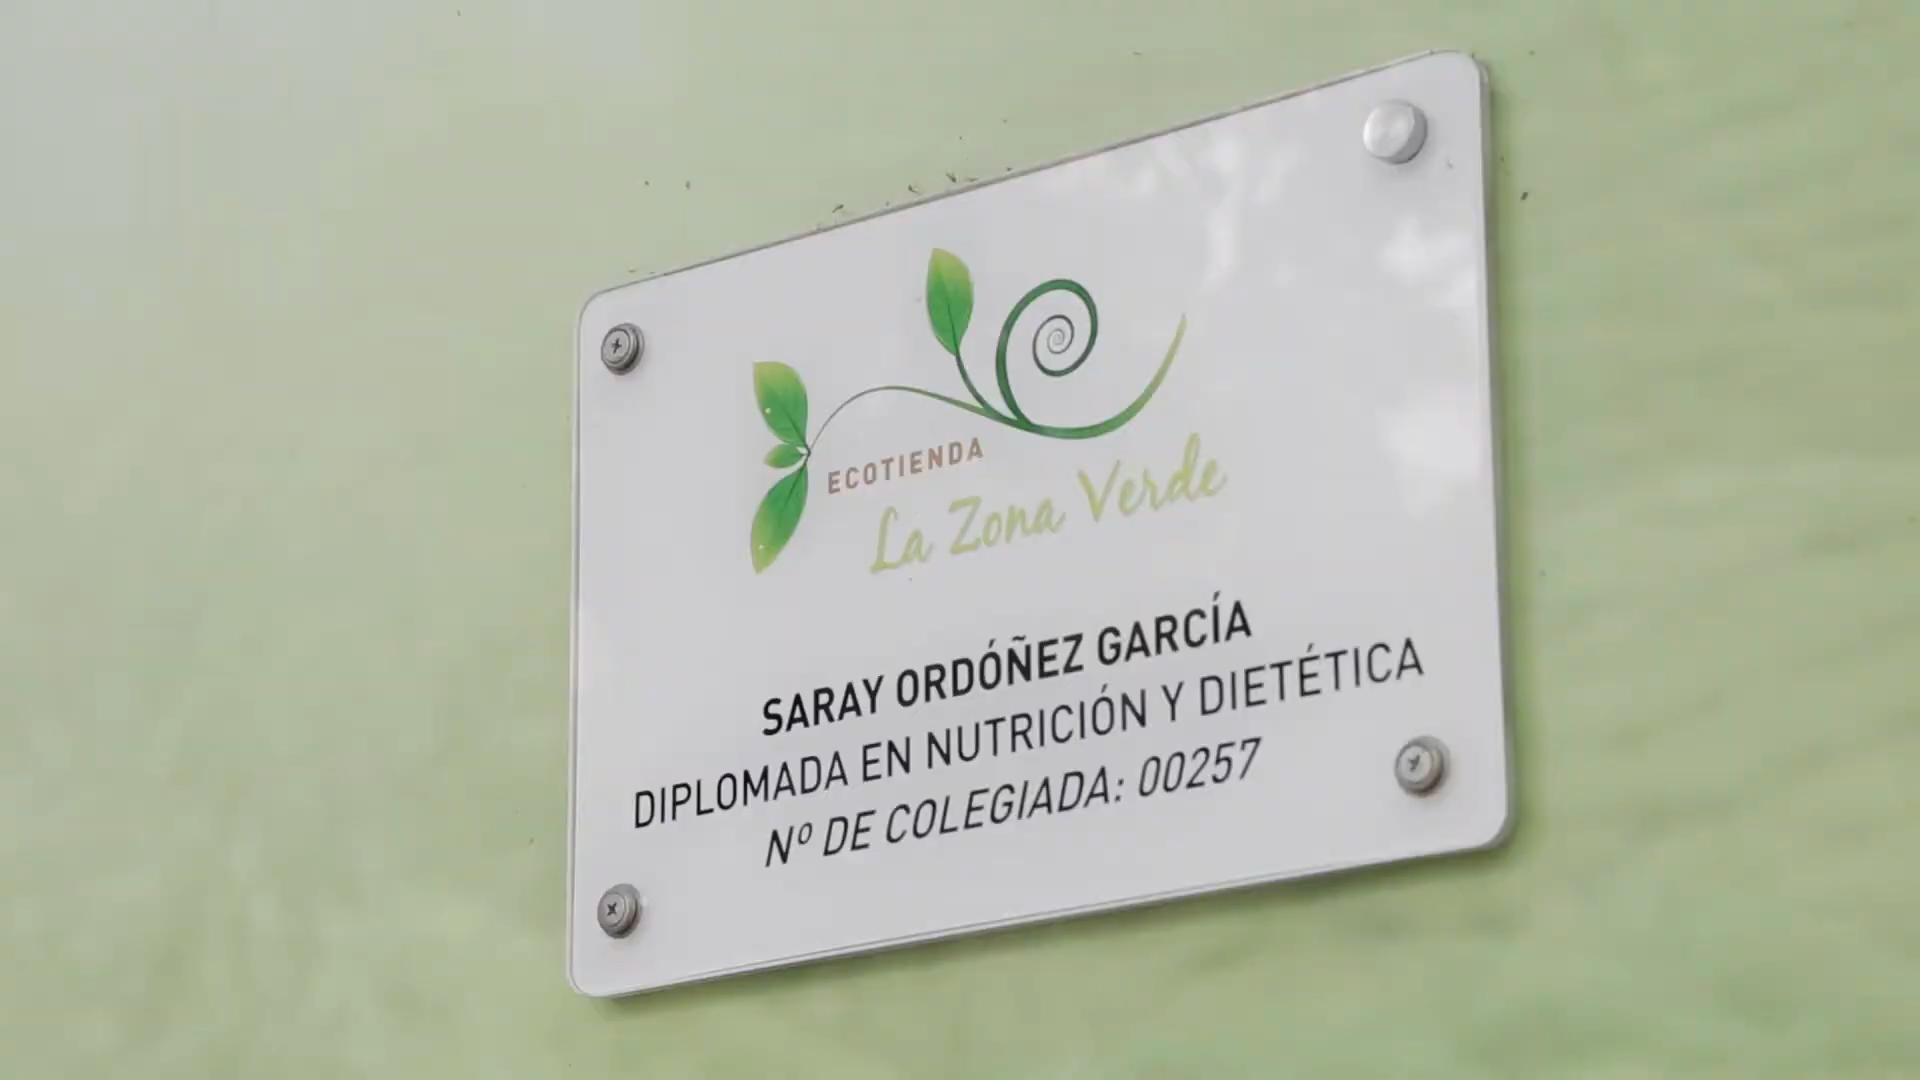 ECOTIENDA
La Zona Verde
SARAY ORDÓÑEZ GARCÍA
DIPLOMADA EN NUTRICIÓN Y DIETÉTICA
Nº DE COLEGIADA: 00257